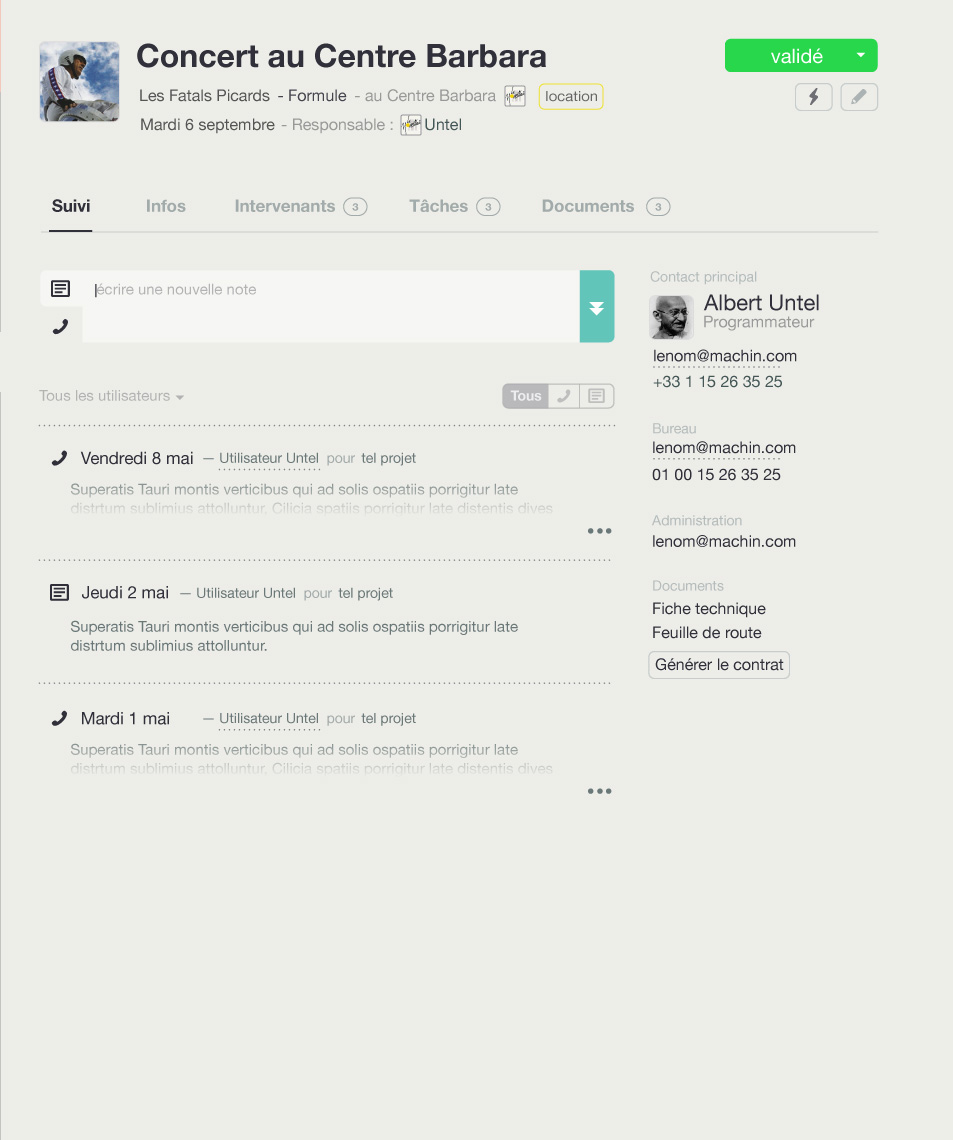 Concert au Centre Barbara
validé
Les Fatals Picards - Formule - au Centre Barbara location
Mardi 6 septembre - Responsable : Untel
Suivi Infos Intervenants 3 Tâches 3 Documents 3
écrire une nouvelle note
Tous les utilisateurs
Tous
Vendredi 8 mai — Utilisateur Untel pour tel projet
Superatis Tauri montis verticibus qui ad solis ospatiis porrigitur late
distrtum sublimius attolluntur. Cilicia spatiis porrigitur late distentis dives
Jeudi 2 mai — Utilisateur Untel pour tel projet
Superatis Tauri montis verticibus qui ad solis ospatiis porrigitur late
distrtum sublimius attolluntur.
Mardi 1 mai — Utilisateur Untel pour tel projet
Superatis Tauri montis verticibus qui ad solis ospatiis porrigitur late
distrtum sublimius attolluntur. Cilicia spatiis porrigitur late distentis dives
Contact principal
Albert Untel
Programmateur
lenom@machin.com
+33 1 15 26 35 25
Bureau
lenom@machin.com
01 00 15 26 35 25
Administration
lenom@machin.com
Documents
Fiche technique
Feuille de route
Générer le contrat